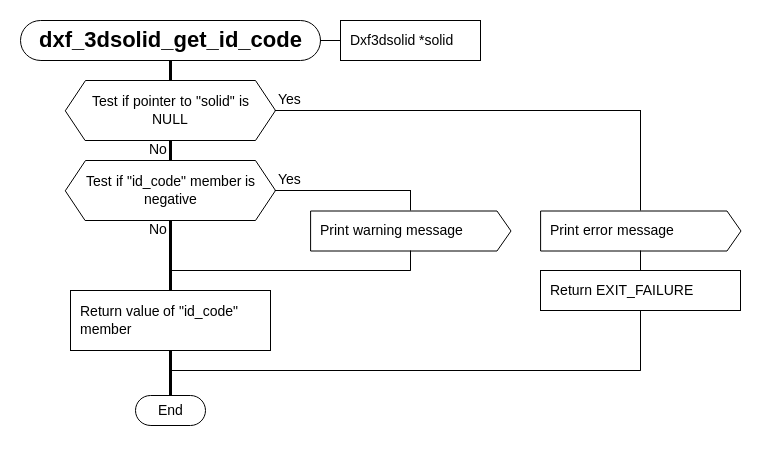 dxf_3dsolid_get_id_code
Dxf3dsolid *solid
Test if pointer to "solid" is
NULL
Yes
No
Test if "id_code" member is
negative
Yes
No
Print warning message
Print error message
Return EXIT_FAILURE
Return value of "id_code"
member
End